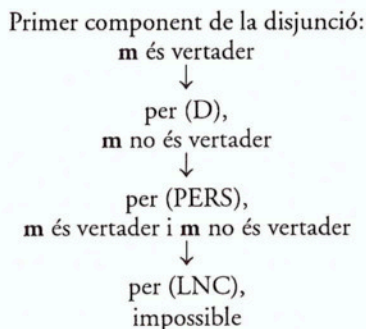 Primer component de la disjunció:
m és vertader
↓
per (D),
m no és vertader
↓
per (PERS),
m és vertader i m no és vertader
↓
per (LNC),
impossible